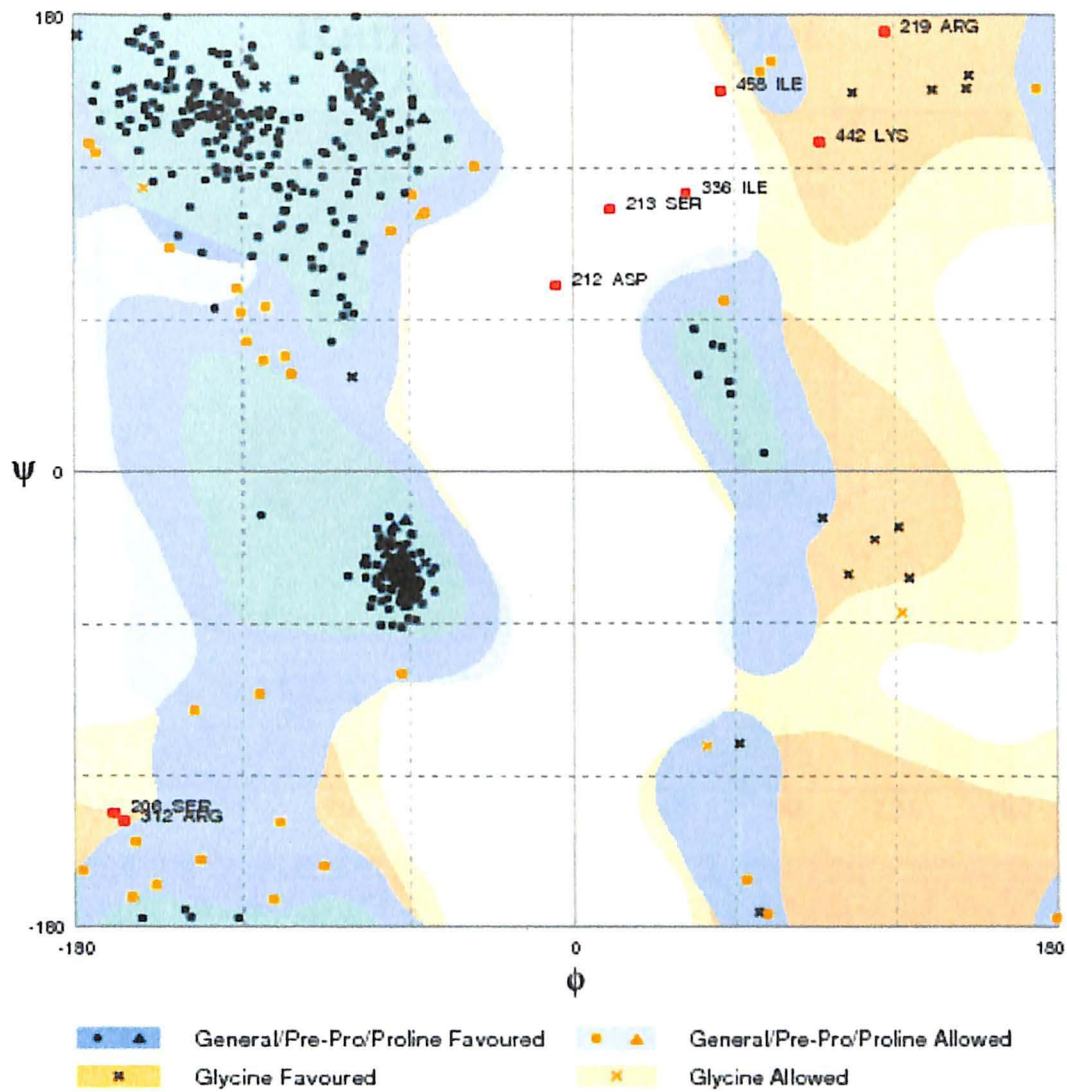 180
219 ARG
458 ILE
442 LYS
336 ILE
213 SER
212 ASP
ψ
0
206 SER
312 ARG
-180
-180
0
180
ϕ
General/Pre-Pro/Proline Favoured
General/Pre-Pro/Proline Allowed
Glycine Favoured
Glycine Allowed